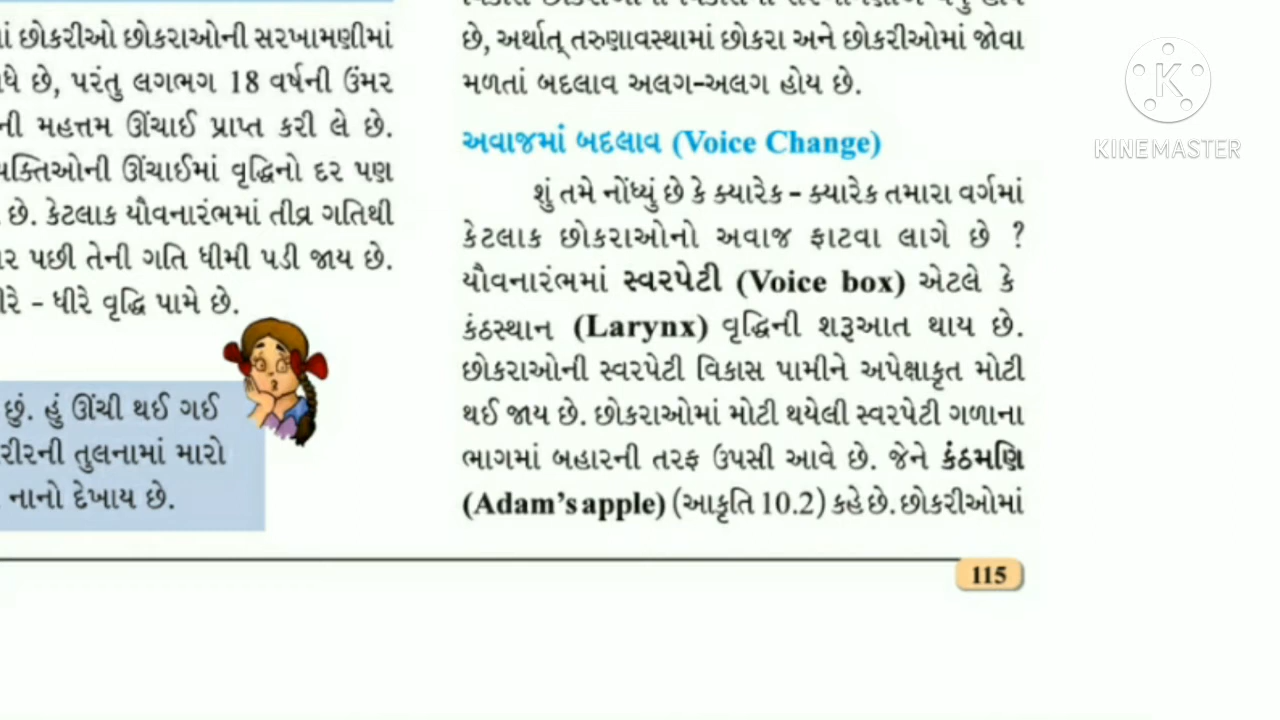 છોકરીઓ છોકરાઓની સરખામણીમાં
છે, પરંતુ લગભગ 18 વર્ષની ઉંમર
ની મહત્તમ ઊંચાઈ પ્રાપ્ત કરી લે છે.
ઊંચાઈમાં વૃદ્ધિનો દર પણ
છે. કેટલાક યૌવનારંભમાં તીવ્ર ગતિથી
પછી તેની ગતિ ધીમી પડી જાય છે.
– ધીરે વૃદ્ધિ પામે છે.
છું. હું ઊંચી થઈ ગઈ
તુલનામાં મારો
નાનો દેખાય છે.
છે, અર્થાત્ તરુણાવસ્થામાં છોકરા અને છોકરીઓમાં જોવા
મળતાં બદલાવ અલગ-અલગ હોય છે.
અવાજમાં બદલાવ (Voice Change)
શું તમે નોંધ્યું છે કે ક્યારેક – ક્યારેક તમારા વર્ગમાં
કેટલાક છોકરાઓનો અવાજ ફાટવા લાગે છે ?
યૌવનારંભમાં સ્વરપેટી (Voice box) એટલે કે
કંઠસ્થાન (Larynx) વૃદ્ધિની શરૂઆત થાય છે.
છોકરાઓની સ્વરપેટી વિકાસ પામીને અપેક્ષાકૃત મોટી
થઈ જાય છે. છોકરાઓમાં મોટી થયેલી સ્વરપેટી ગળાના
ભાગમાં બહારની તરફ ઉપસી આવે છે. જેને કંઠમણિ
(Adam's apple) (આકૃતિ 10.2) કહે છે. છોકરીઓમાં
115
K
KINEMASTER